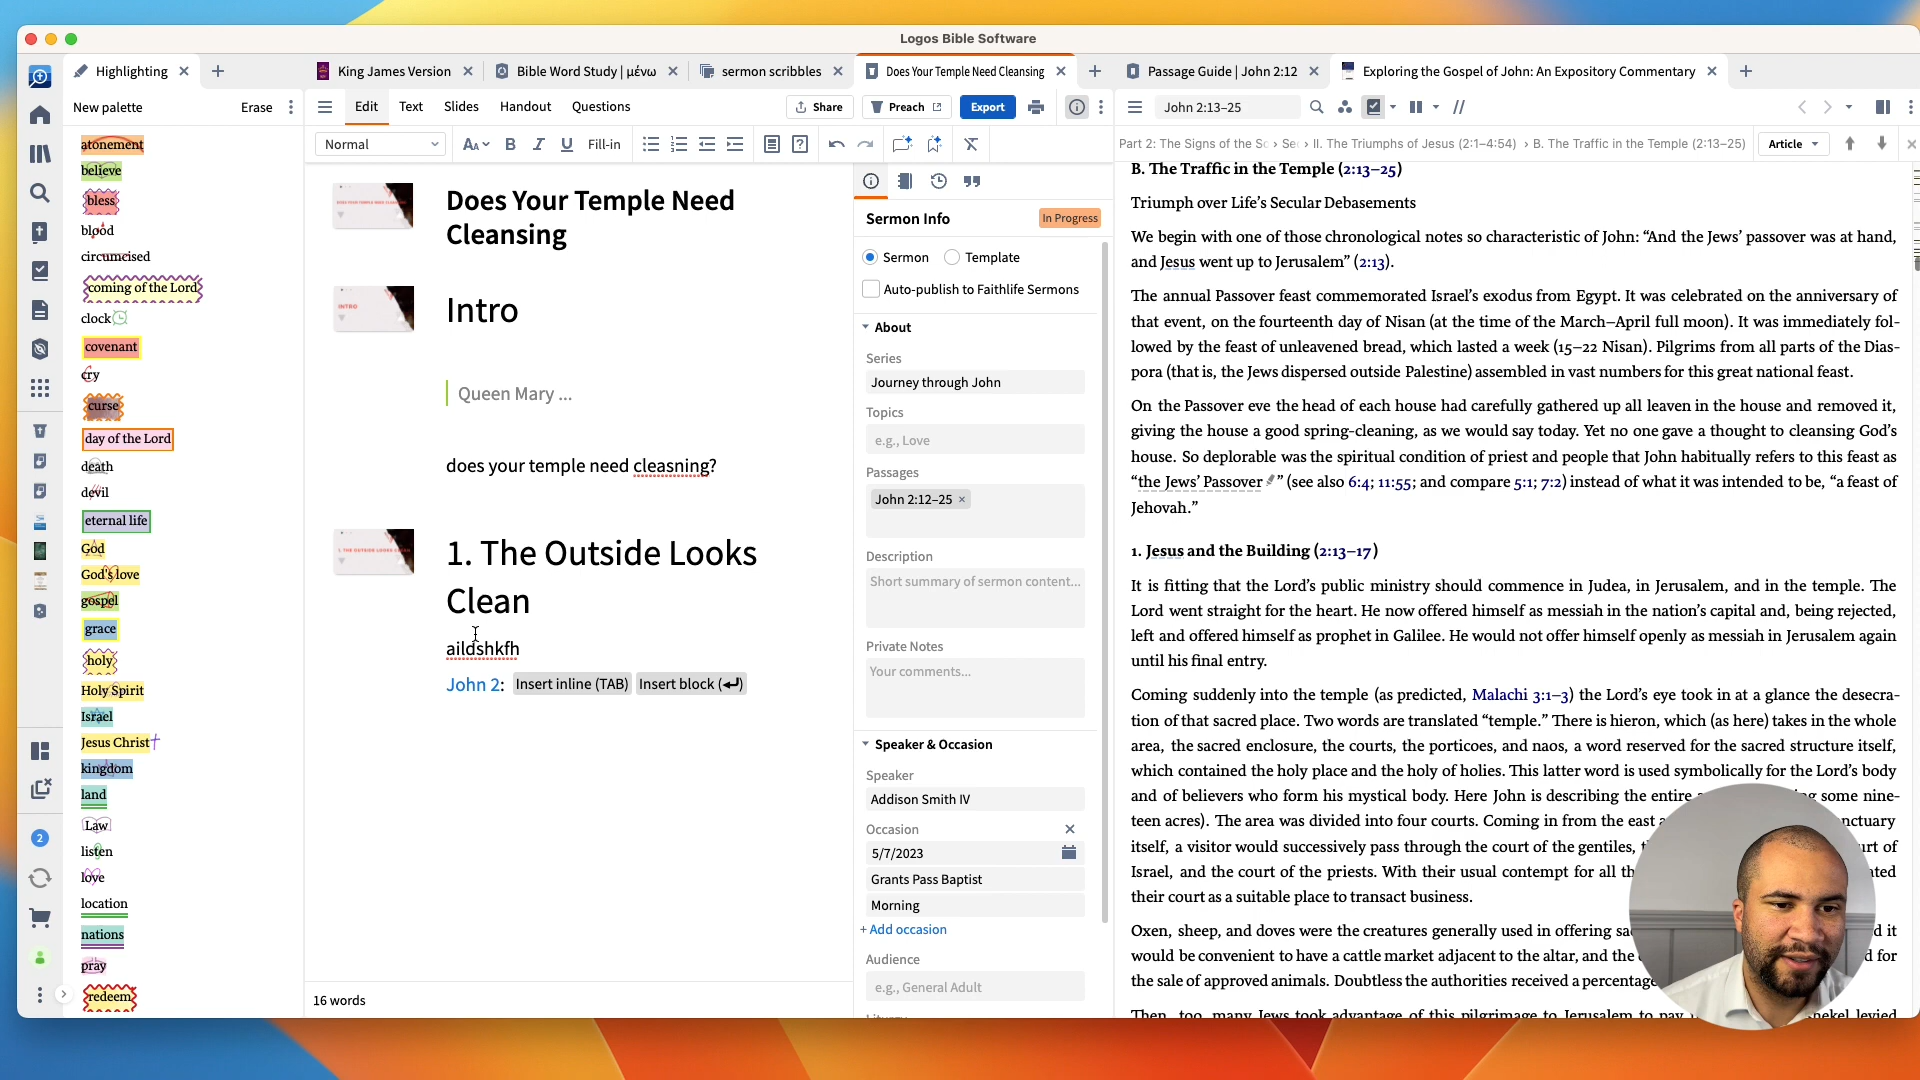 Logos Bible Software
Highlighting
King James Version
Bible Word Study | μένω
sermon scribbles
Does Your Temple Need Cleansing
Passage Guide | John 2:12
Exploring the Gospel of John: An Expository Commentary
New palette
Erase
Edit
Text
Slides
Handout
Questions
Share
Preach
Export
John 2:13–25
Normal
Fill-in
Part 2: The Signs of the So › Se › II. The Triumphs of Jesus (2:1–4:54) › B. The Traffic in the Temple (2:13–25)
Article
atonement
believe
bless
blood
circumcised
coming of the Lord
clock
covenant
cry
curse
day of the Lord
death
devil
eternal life
God
God's love
gospel
grace
holy
Holy Spirit
Israel
Jesus Christ
kingdom
land
Law
listen
love
location
nations
pray
redeem
2
Does Your Temple Need
Cleansing
Intro
Queen Mary ...
does your temple need cleasning?
1. The Outside Looks
Clean
aildshkfh
John 2: Insert inline (TAB) Insert block (↵)
16 words
Sermon Info
In Progress
Sermon
Template
Auto-publish to Faithlife Sermons
About
Series
Journey through John
Topics
e.g., Love
Passages
John 2:12–25 ×
Description
Short summary of sermon content...
Private Notes
Your comments...
Speaker & Occasion
Speaker
Addison Smith IV
Occasion
5/7/2023
Grants Pass Baptist
Morning
+ Add occasion
Audience
e.g., General Adult
B. The Traffic in the Temple (2:13–25)
Triumph over Life’s Secular Debasements
We begin with one of those chronological notes so characteristic of John: “And the Jews’ passover was at hand,
and Jesus went up to Jerusalem” (2:13).
The annual Passover feast commemorated Israel’s exodus from Egypt. It was celebrated on the anniversary of
that event, on the fourteenth day of Nisan (at the time of the March–April full moon). It was immediately fol-
lowed by the feast of unleavened bread, which lasted a week (15–22 Nisan). Pilgrims from all parts of the Dias-
pora (that is, the Jews dispersed outside Palestine) assembled in vast numbers for this great national feast.
On the Passover eve the head of each house had carefully gathered up all leaven in the house and removed it,
giving the house a good spring-cleaning, as we would say today. Yet no one gave a thought to cleansing God’s
house. So deplorable was the spiritual condition of priest and people that John habitually refers to this feast as
“the Jews’ Passover” (see also 6:4; 11:55; and compare 5:1; 7:2) instead of what it was intended to be, “a feast of
Jehovah.”
1. Jesus and the Building (2:13–17)
It is fitting that the Lord’s public ministry should commence in Judea, in Jerusalem, and in the temple. The
Lord went straight for the heart. He now offered himself as messiah in the nation’s capital and, being rejected,
left and offered himself as prophet in Galilee. He would not offer himself openly as messiah in Jerusalem again
until his final entry.
Coming suddenly into the temple (as predicted, Malachi 3:1–3) the Lord’s eye took in at a glance the desecra-
tion of that sacred place. Two words are translated “temple.” There is hieron, which (as here) takes in the whole
area, the sacred enclosure, the courts, the porticoes, and naos, a word reserved for the sacred structure itself,
which contained the holy place and the holy of holies. This latter word is used symbolically for the Lord’s body
and of believers who form his mystical body. Here John is describing the entire some nine-
teen acres). The area was divided into four courts. Coming in from the east
itself, a visitor would successively pass through the court of the gentiles, of
Israel, and the court of the priests. With their usual contempt for all
their court as a suitable place to transact business.
Oxen, sheep, and doves were the creatures generally used in offering it
would be convenient to have a cattle market adjacent to the altar, and the for
the sale of approved animals. Doubtless the authorities received a
Then, too, many Jews took advantage of this pilgrimage to Jerusalem to pay shekel levied